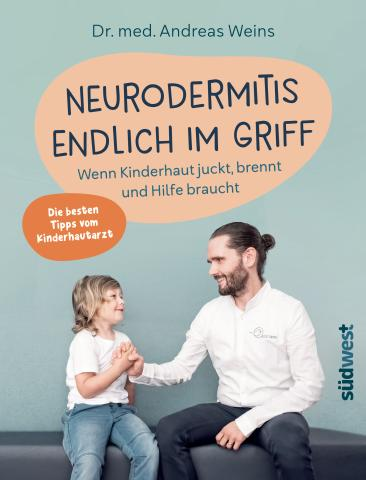 Dr. med. Andreas Weins
NEURODERMITIS
ENDLICH IM GRIFF
Wenn Kinderhaut juckt, brennt
und Hilfe braucht
Die besten
Tipps vom
Kinderhautarzt
südwest